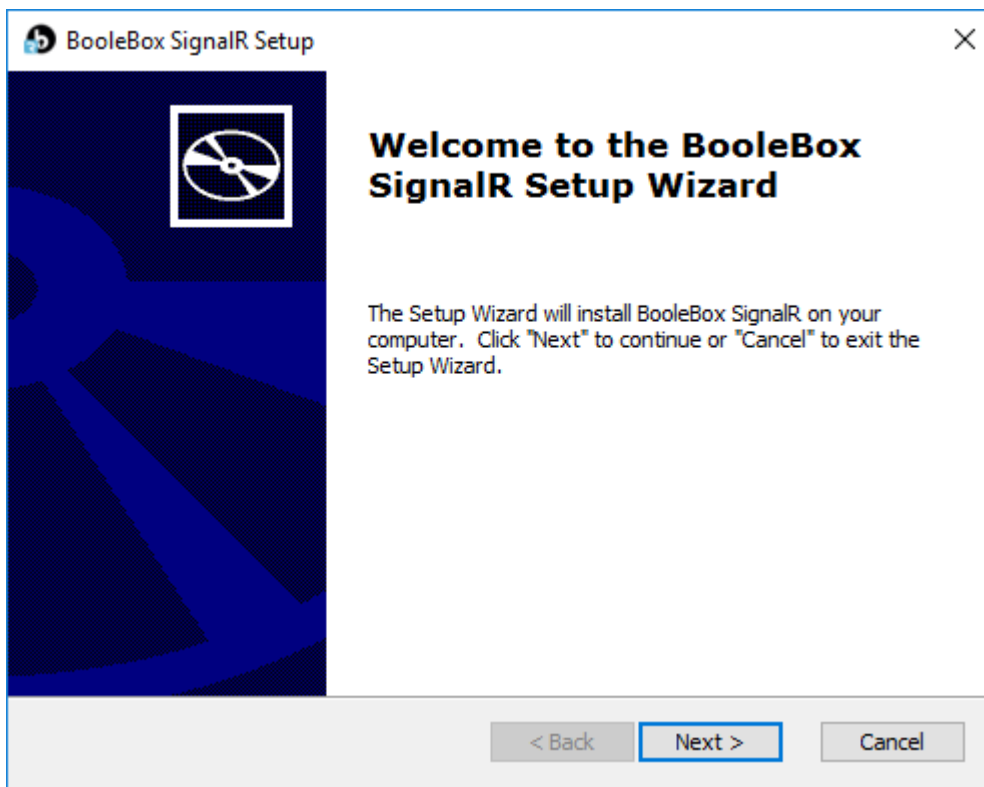 BooleBox SignalR Setup
Welcome to the BooleBox
SignalR Setup Wizard
The Setup Wizard will install BooleBox SignalR on your
computer.  Click "Next" to continue or "Cancel" to exit the
Setup Wizard.
< Back Next > Cancel